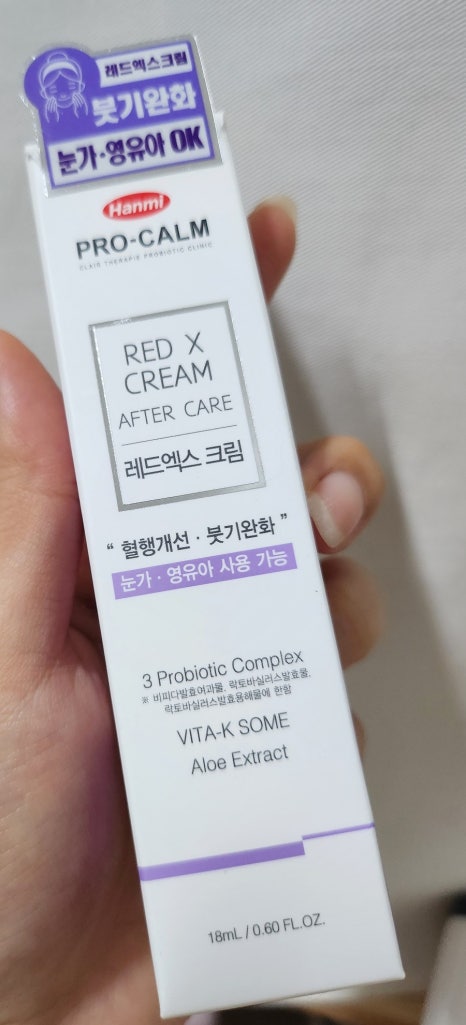 레드엑스크림
붓기완화
눈가·영유아 OK
Hanmi
PRO-CALM
CLAIR THERAPIE PROBIOTIC CLINIC
RED X
CREAM
AFTER CARE
레드엑스 크림
“ 혈행개선 · 붓기완화 ”
눈가 · 영유아 사용 가능
3 Probiotic Complex
※ 비피다발효여과물, 락토바실러스발효물,
락토바실러스발효용해물에 한함
VITA-K SOME
Aloe Extract
18mL / 0.60 FL.OZ.